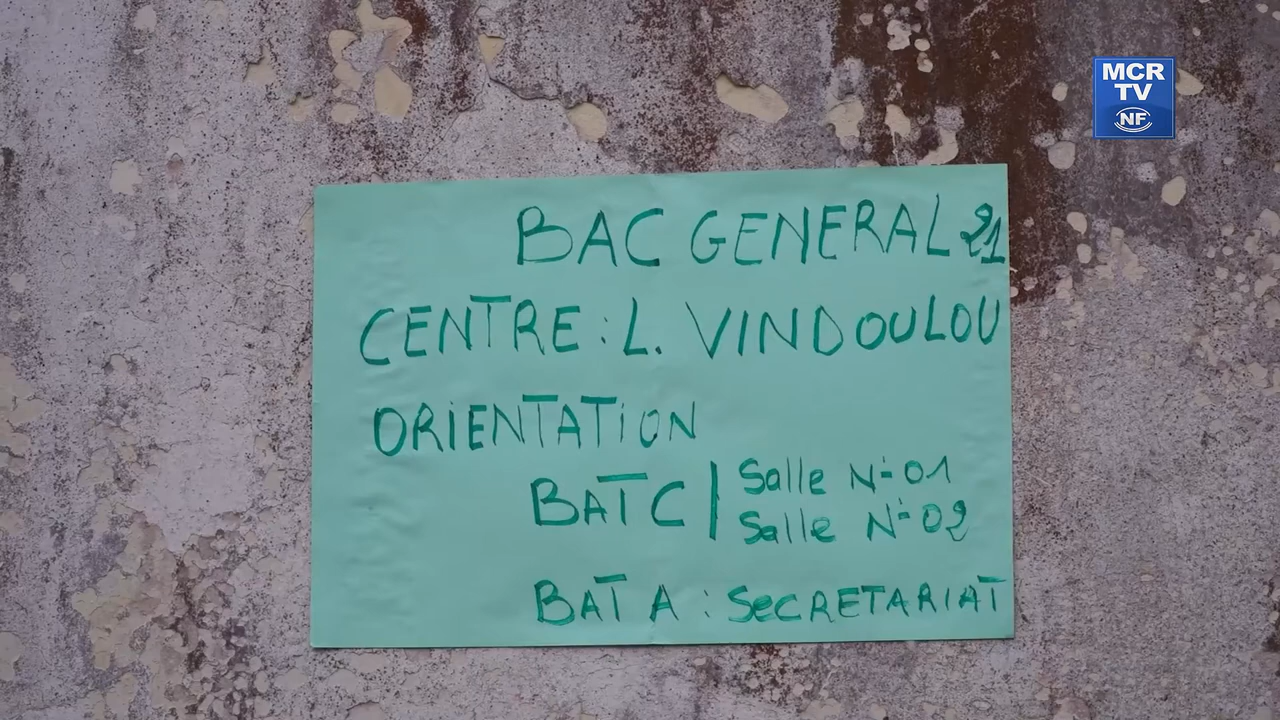 MCR
TV
NF
BAC GENERAL 21
CENTRE : L. VINDOULOU
ORIENTATION
BAT C | Salle N° 01
Salle N° 02
BAT A : SECRETARIAT